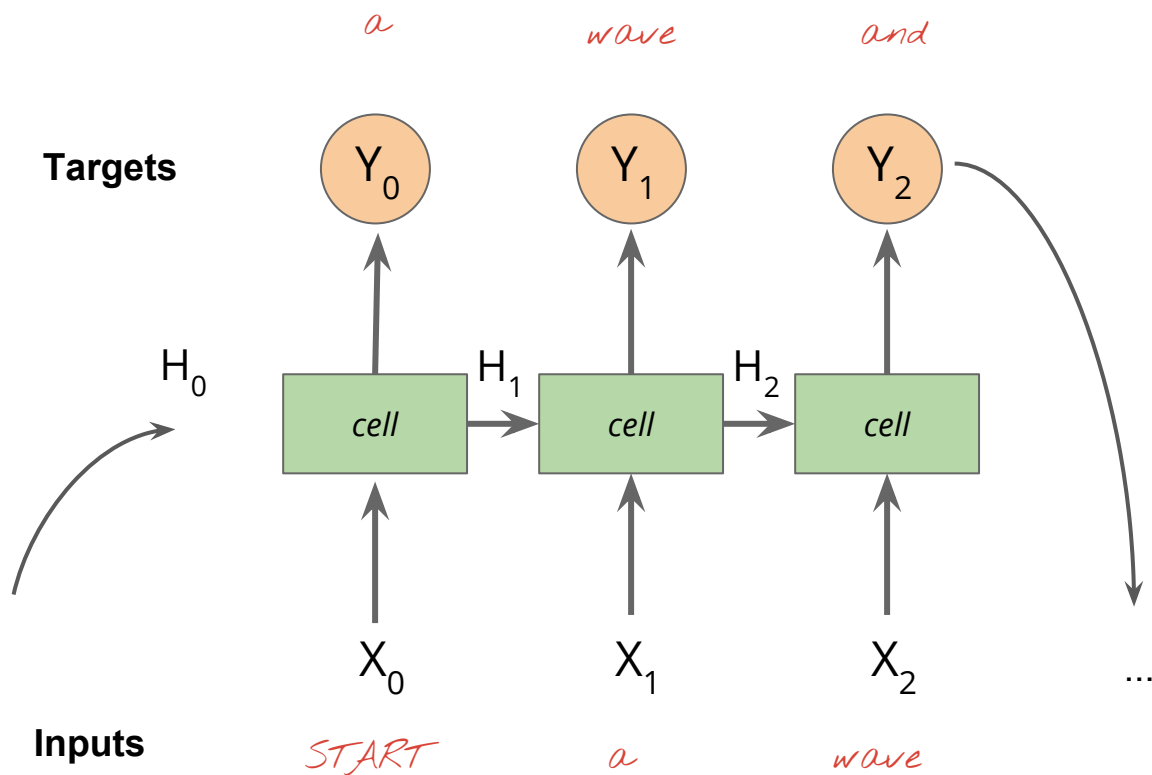 a wave and
Targets Y0 Y1 Y2
H0 H1 H2
cell cell cell
X0 X1 X2 ...
Inputs START a wave